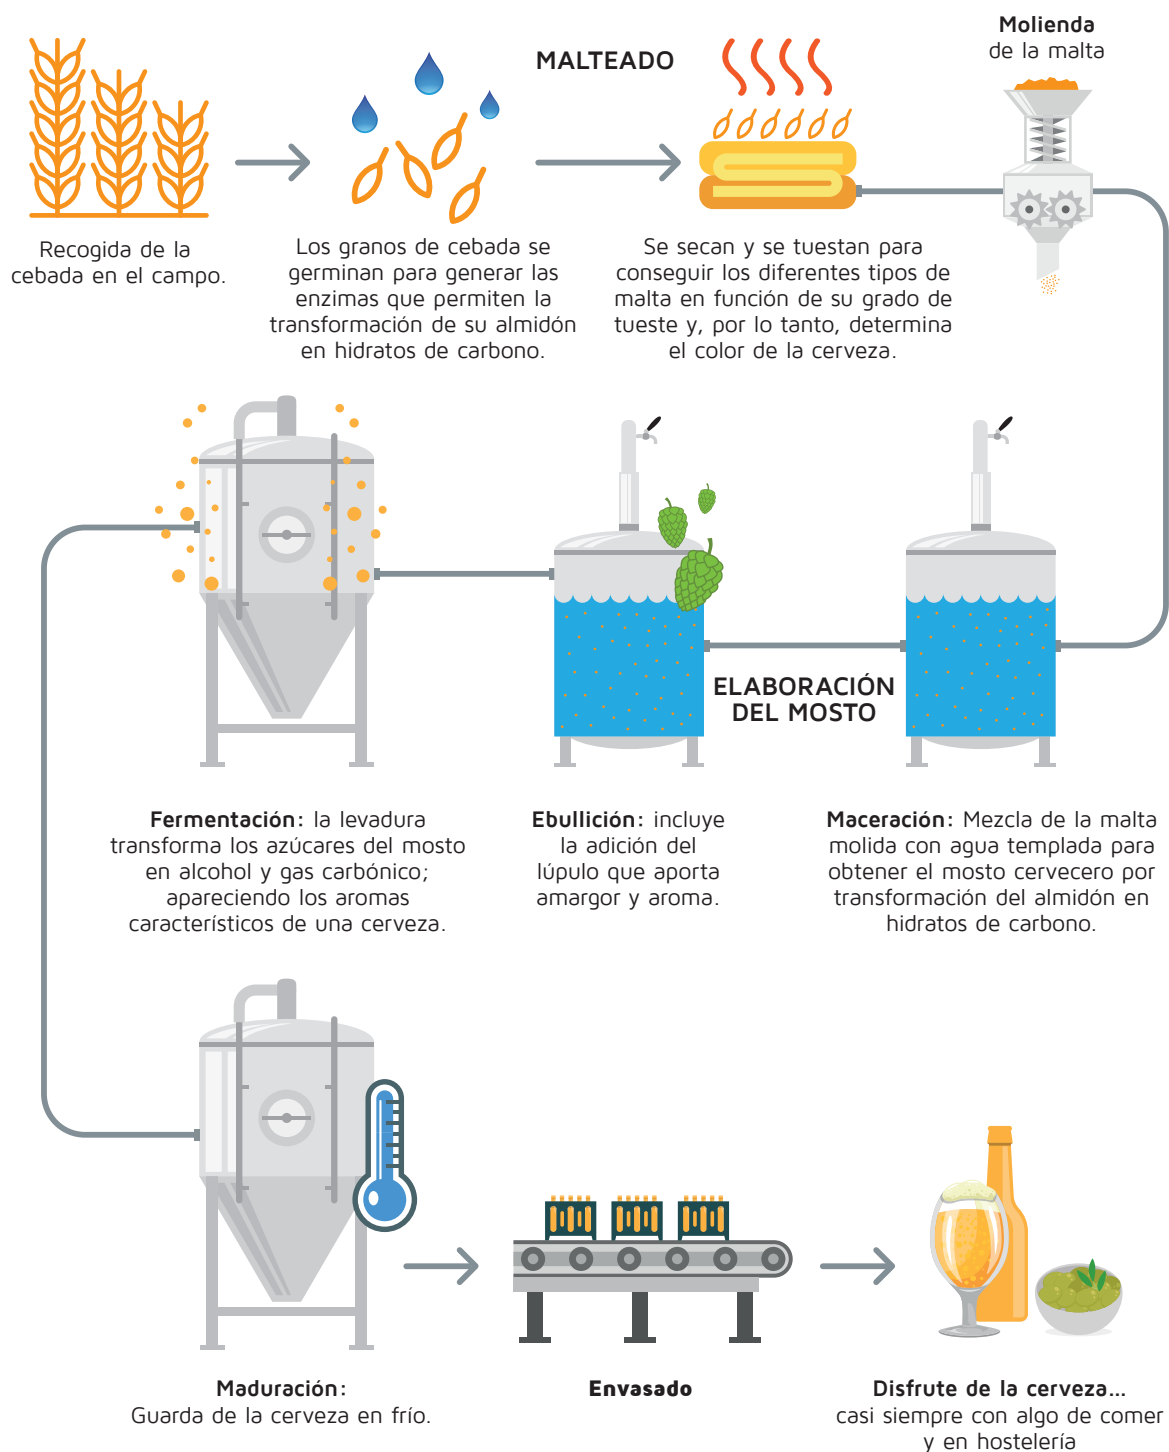 MALTEADO
Molienda
de la malta
Recogida de la
cebada en el campo.
Los granos de cebada se
germinan para generar las
enzimas que permiten la
transformación de su almidón
en hidratos de carbono.
Se secan y se tuestan para
conseguir los diferentes tipos de
malta en función de su grado de
tueste y, por lo tanto, determina
el color de la cerveza.
ELABORACIÓN
DEL MOSTO
Fermentación: la levadura
transforma los azúcares del mosto
en alcohol y gas carbónico;
apareciendo los aromas
característicos de una cerveza.
Ebullición: incluye
la adición del
lúpulo que aporta
amargor y aroma.
Maceración: Mezcla de la malta
molida con agua templada para
obtener el mosto cervecero por
transformación del almidón en
hidratos de carbono.
Maduración:
Guarda de la cerveza en frío.
Envasado
Disfrute de la cerveza...
casi siempre con algo de comer
y en hostelería